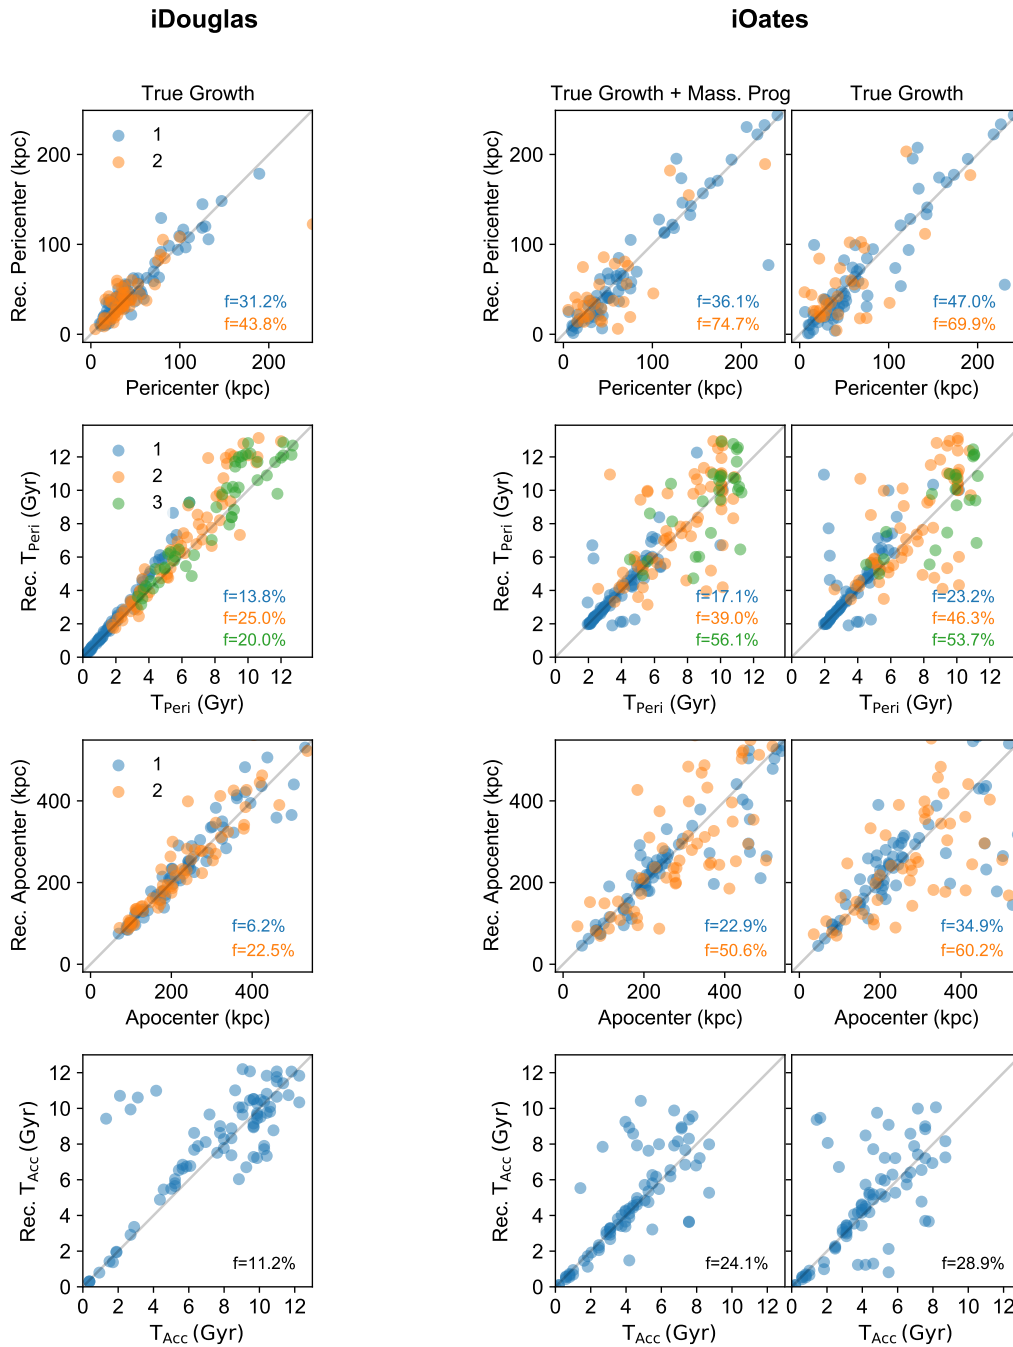 iDouglas
iOates
True Growth
True Growth + Mass. Prog
True Growth
Rec. Pericenter (kpc)
200
100
0
1
2
f=31.2%
f=43.8%
0
100
200
Pericenter (kpc)
Rec. Pericenter (kpc)
200
100
0
f=36.1%
f=74.7%
0
100
200
Pericenter (kpc)
f=47.0%
f=69.9%
0
100
200
Pericenter (kpc)
Rec. T_Peri (Gyr)
12
10
8
6
4
2
0
1
2
3
f=13.8%
f=25.0%
f=20.0%
0 2 4 6 8 10 12
T_Peri (Gyr)
Rec. T_Peri (Gyr)
12
10
8
6
4
2
0
f=17.1%
f=39.0%
f=56.1%
0 2 4 6 8 10 12
T_Peri (Gyr)
f=23.2%
f=46.3%
f=53.7%
0 2 4 6 8 10 12
T_Peri (Gyr)
Rec. Apocenter (kpc)
400
200
0
1
2
f=6.2%
f=22.5%
0
200
400
Apocenter (kpc)
Rec. Apocenter (kpc)
400
200
0
f=22.9%
f=50.6%
0
200
400
Apocenter (kpc)
f=34.9%
f=60.2%
0
200
400
Apocenter (kpc)
Rec. T_Acc (Gyr)
12
10
8
6
4
2
0
f=11.2%
0 2 4 6 8 10 12
T_Acc (Gyr)
Rec. T_Acc (Gyr)
12
10
8
6
4
2
0
f=24.1%
0 2 4 6 8 10 12
T_Acc (Gyr)
f=28.9%
0 2 4 6 8 10 12
T_Acc (Gyr)